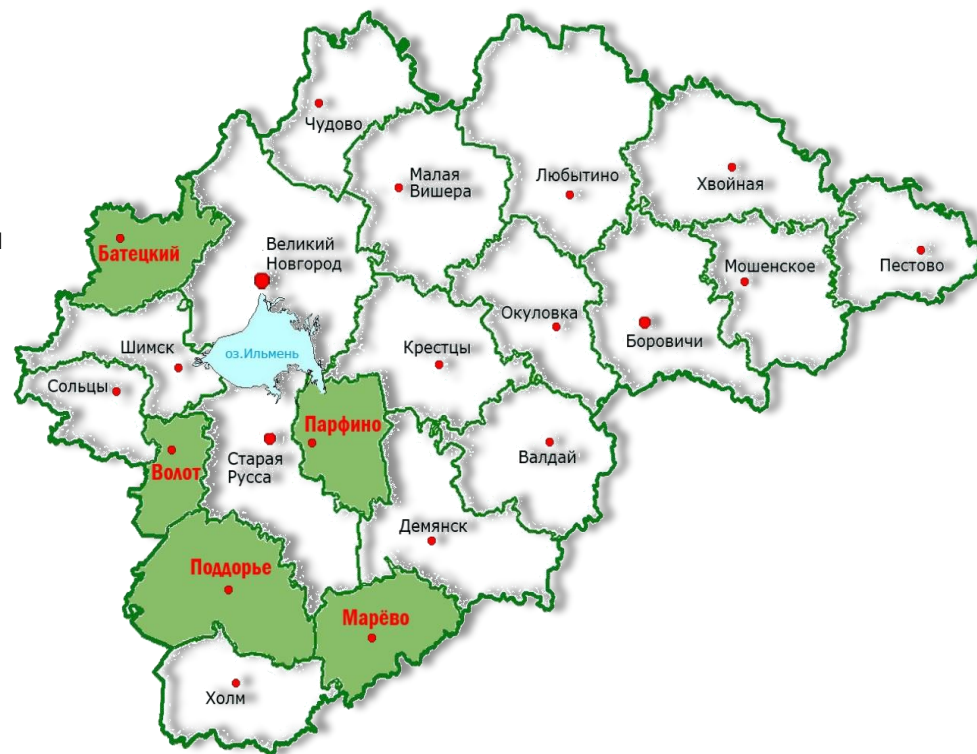 Чудово
Малая
Вишера
Любытино
Хвойная
Батецкий
Великий
Новгород
Мошенское
Пестово
Окуловка
Боровичи
Шимск
оз.Ильмень
Крестцы
Сольцы
Парфино
Волот
Старая
Русса
Валдай
Демянск
Поддорье
Марёво
Холм